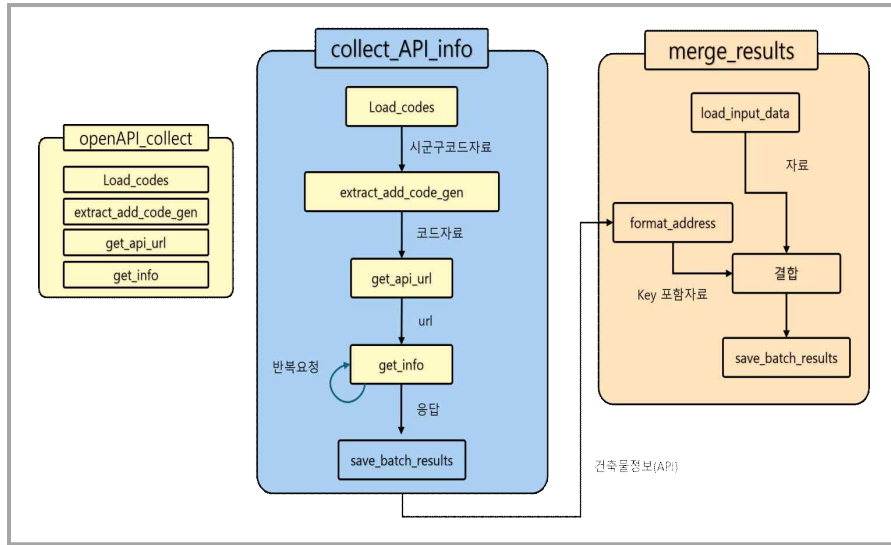 openAPI_collect
Load_codes
extract_add_code_gen
get_api_url
get_info
collect_API_info
Load_codes
시군구코드자료
extract_add_code_gen
코드자료
get_api_url
url
반복요청
get_info
응답
save_batch_results
건축물정보(API)
merge_results
load_input_data
자료
format_address
결합
Key 포함자료
save_batch_results